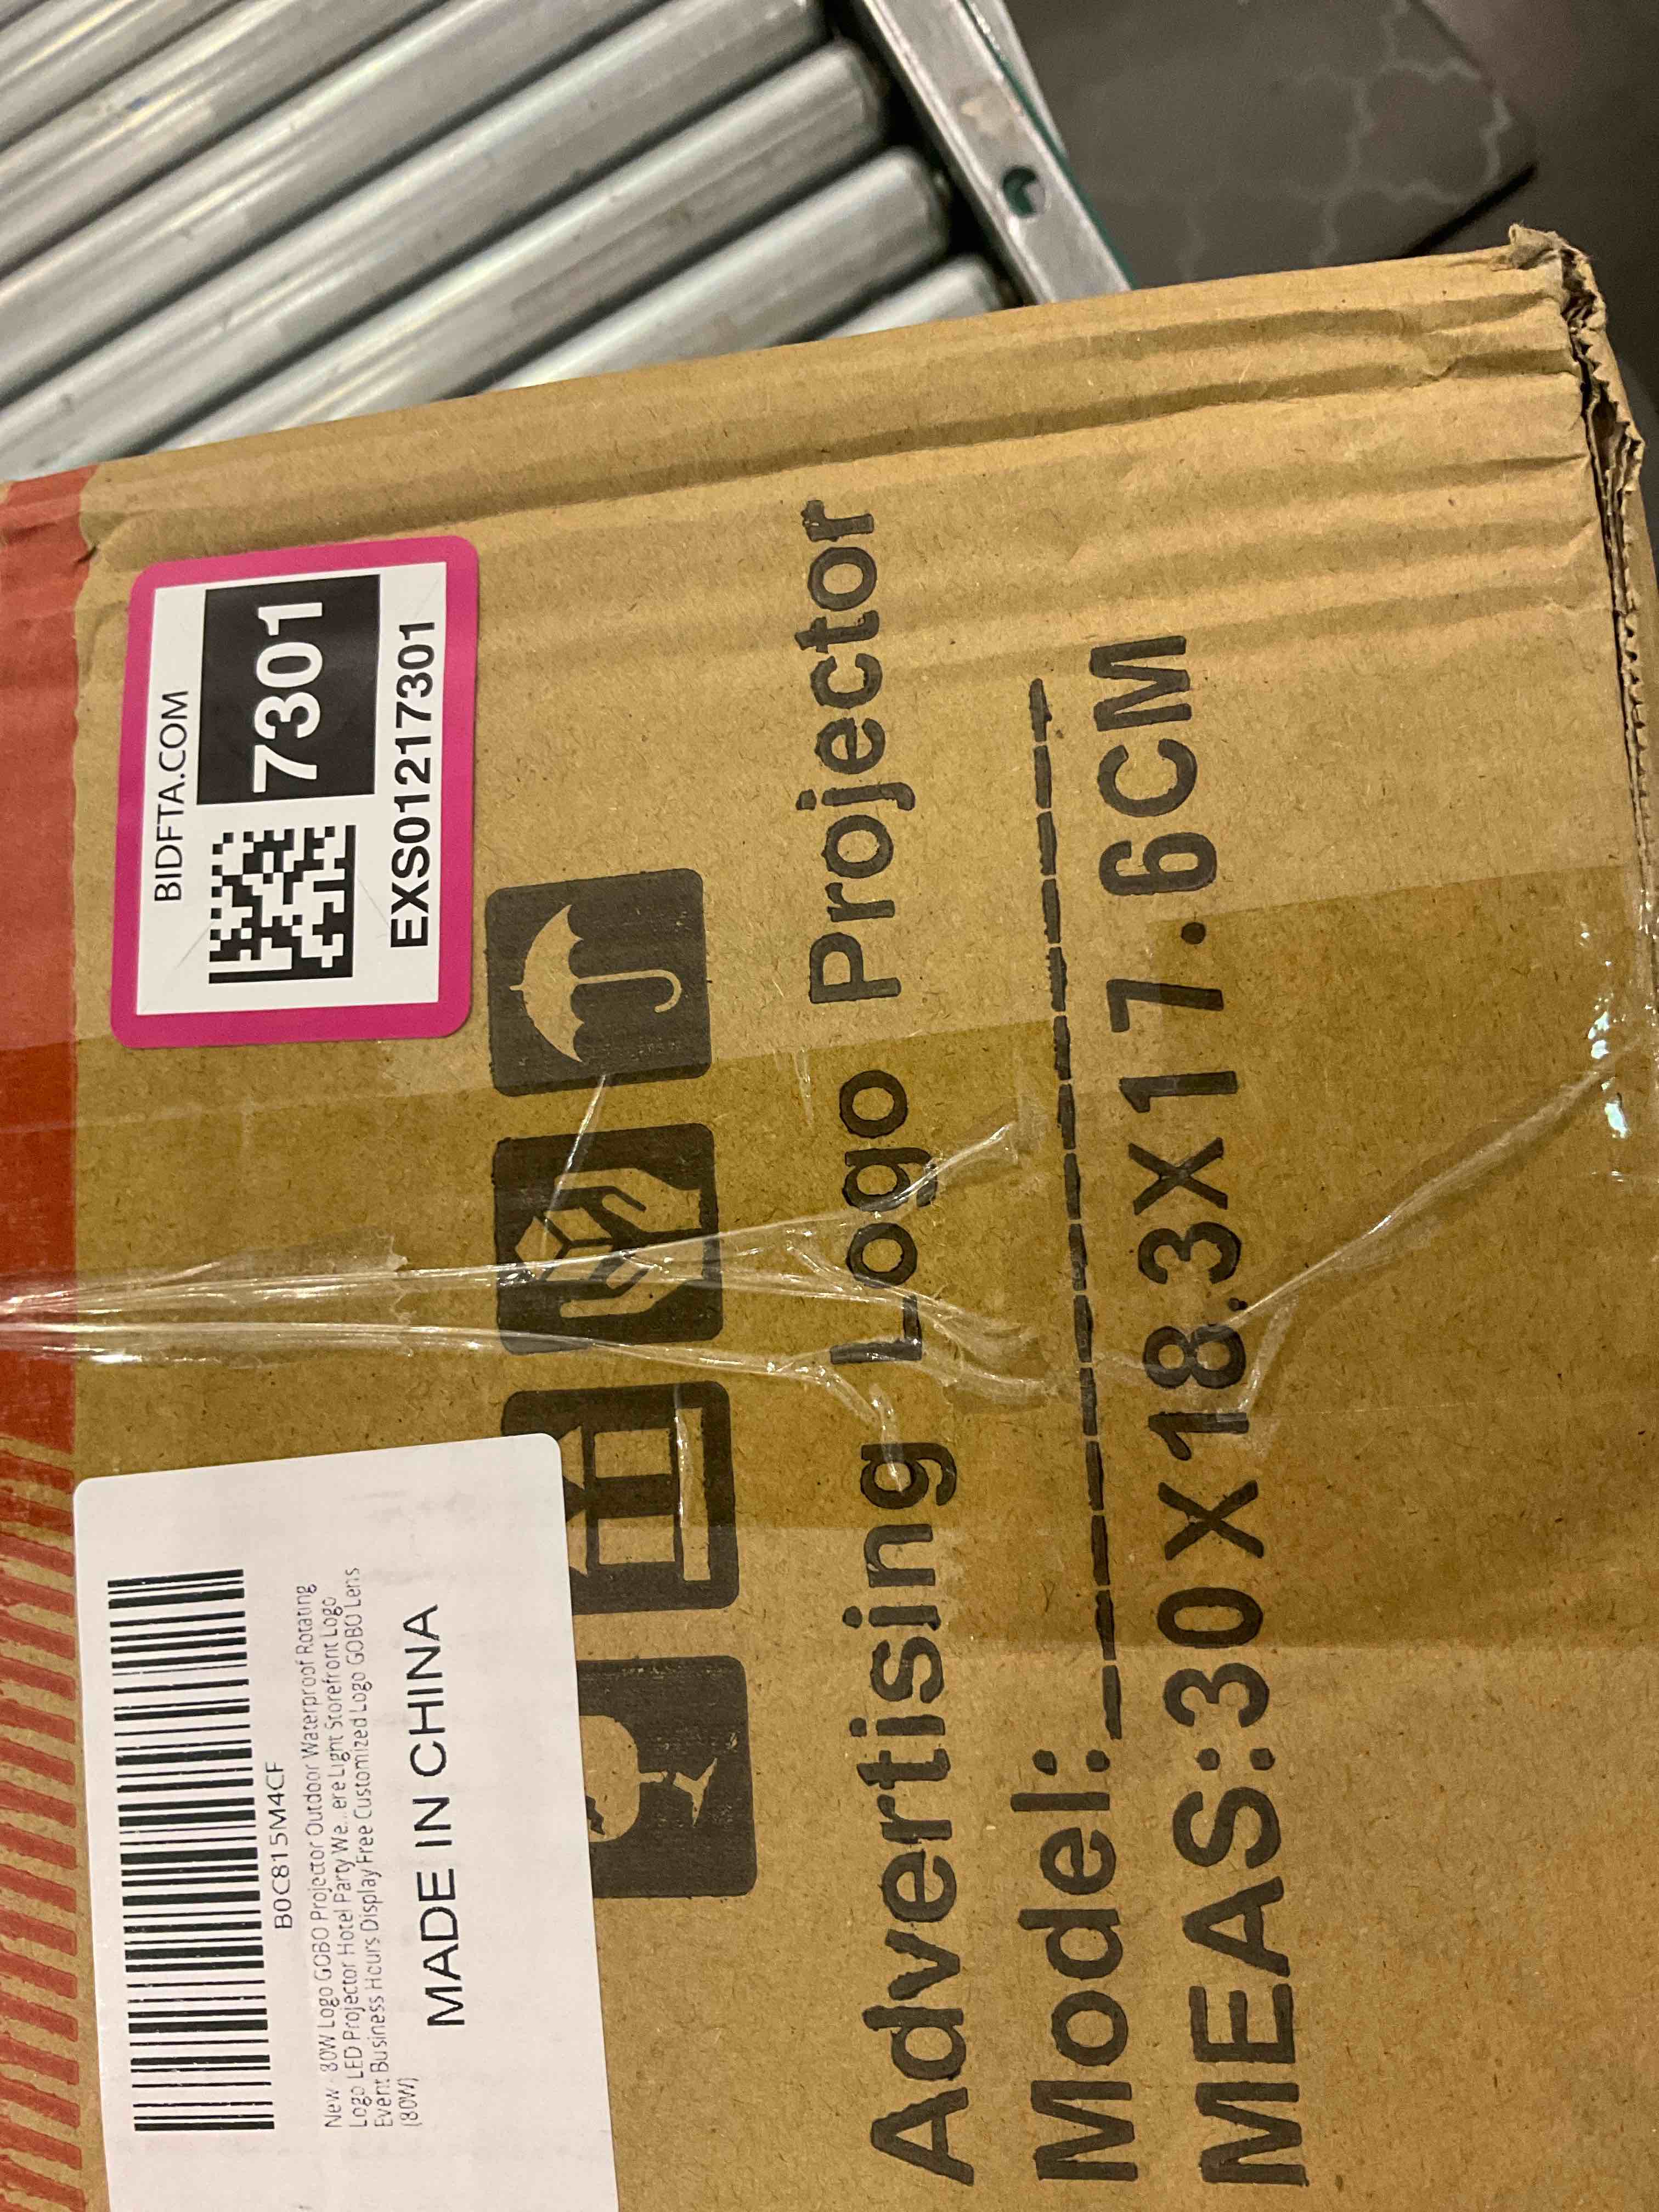 BIDFTA.COM
7301
EXS01217301
B0C815M4CF
New - 80W Logo GOBO Projector Outdoor Waterproof Rotating
Logo LED Projector Hotel Party We...ere Light Storefront Logo
Event Business Hours Display Free Customized Logo GOBO Lens
(80W)
MADE IN CHINA
Advertising Logo Projector
Model:
MEAS:30X18.3X17.6CM